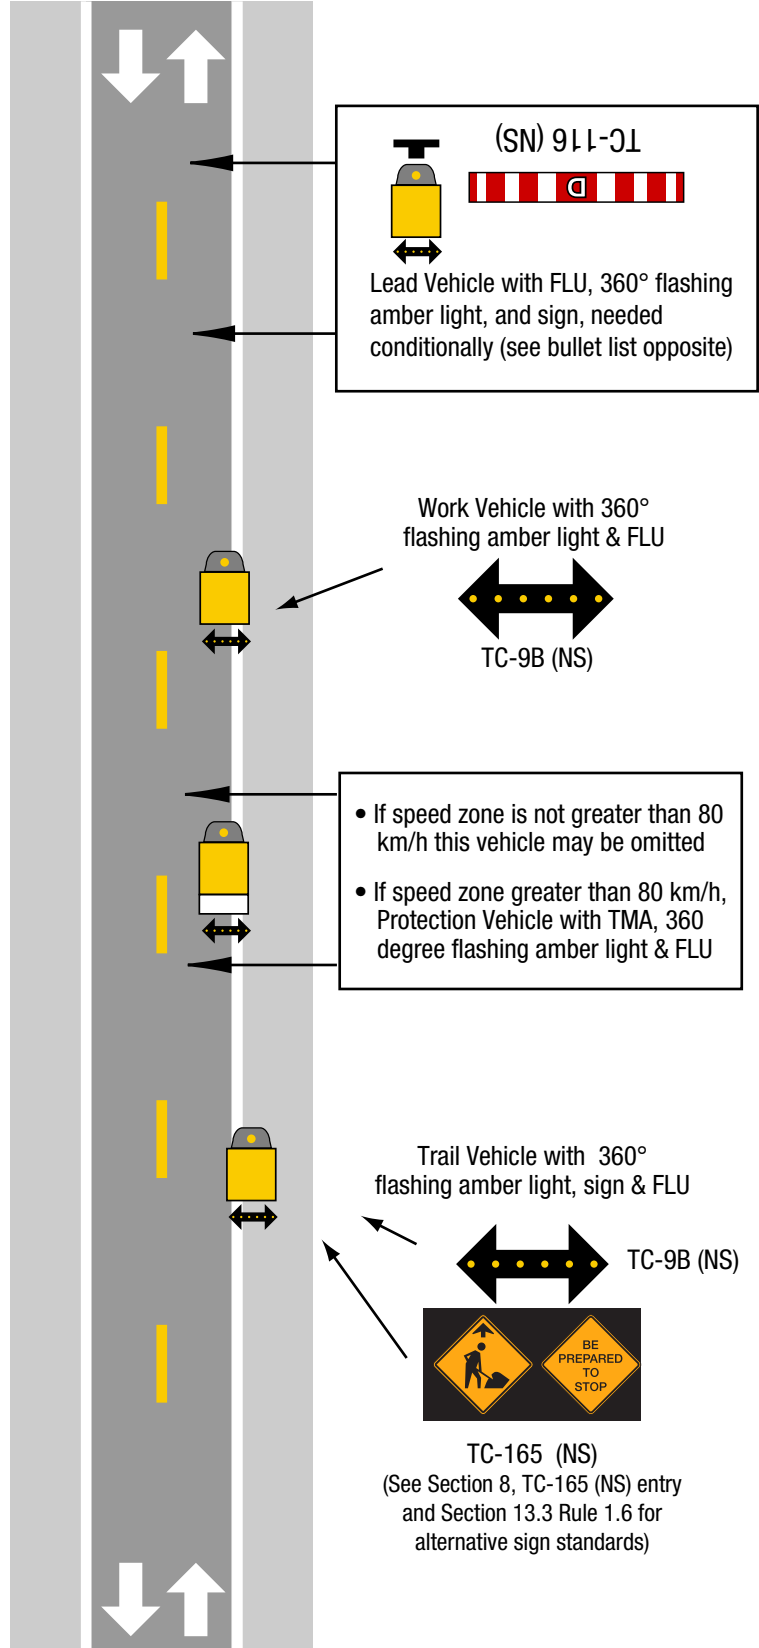 TC-116 (NS)
D
Lead Vehicle with FLU, 360° flashing
amber light, and sign, needed
conditionally (see bullet list opposite)
Work Vehicle with 360°
flashing amber light & FLU
TC-9B (NS)
• If speed zone is not greater than 80
km/h this vehicle may be omitted
• If speed zone greater than 80 km/h,
Protection Vehicle with TMA, 360
degree flashing amber light & FLU
Trail Vehicle with 360°
flashing amber light, sign & FLU
TC-9B (NS)
BE
PREPARED
TO
STOP
TC-165 (NS)
(See Section 8, TC-165 (NS) entry
and Section 13.3 Rule 1.6 for
alternative sign standards)